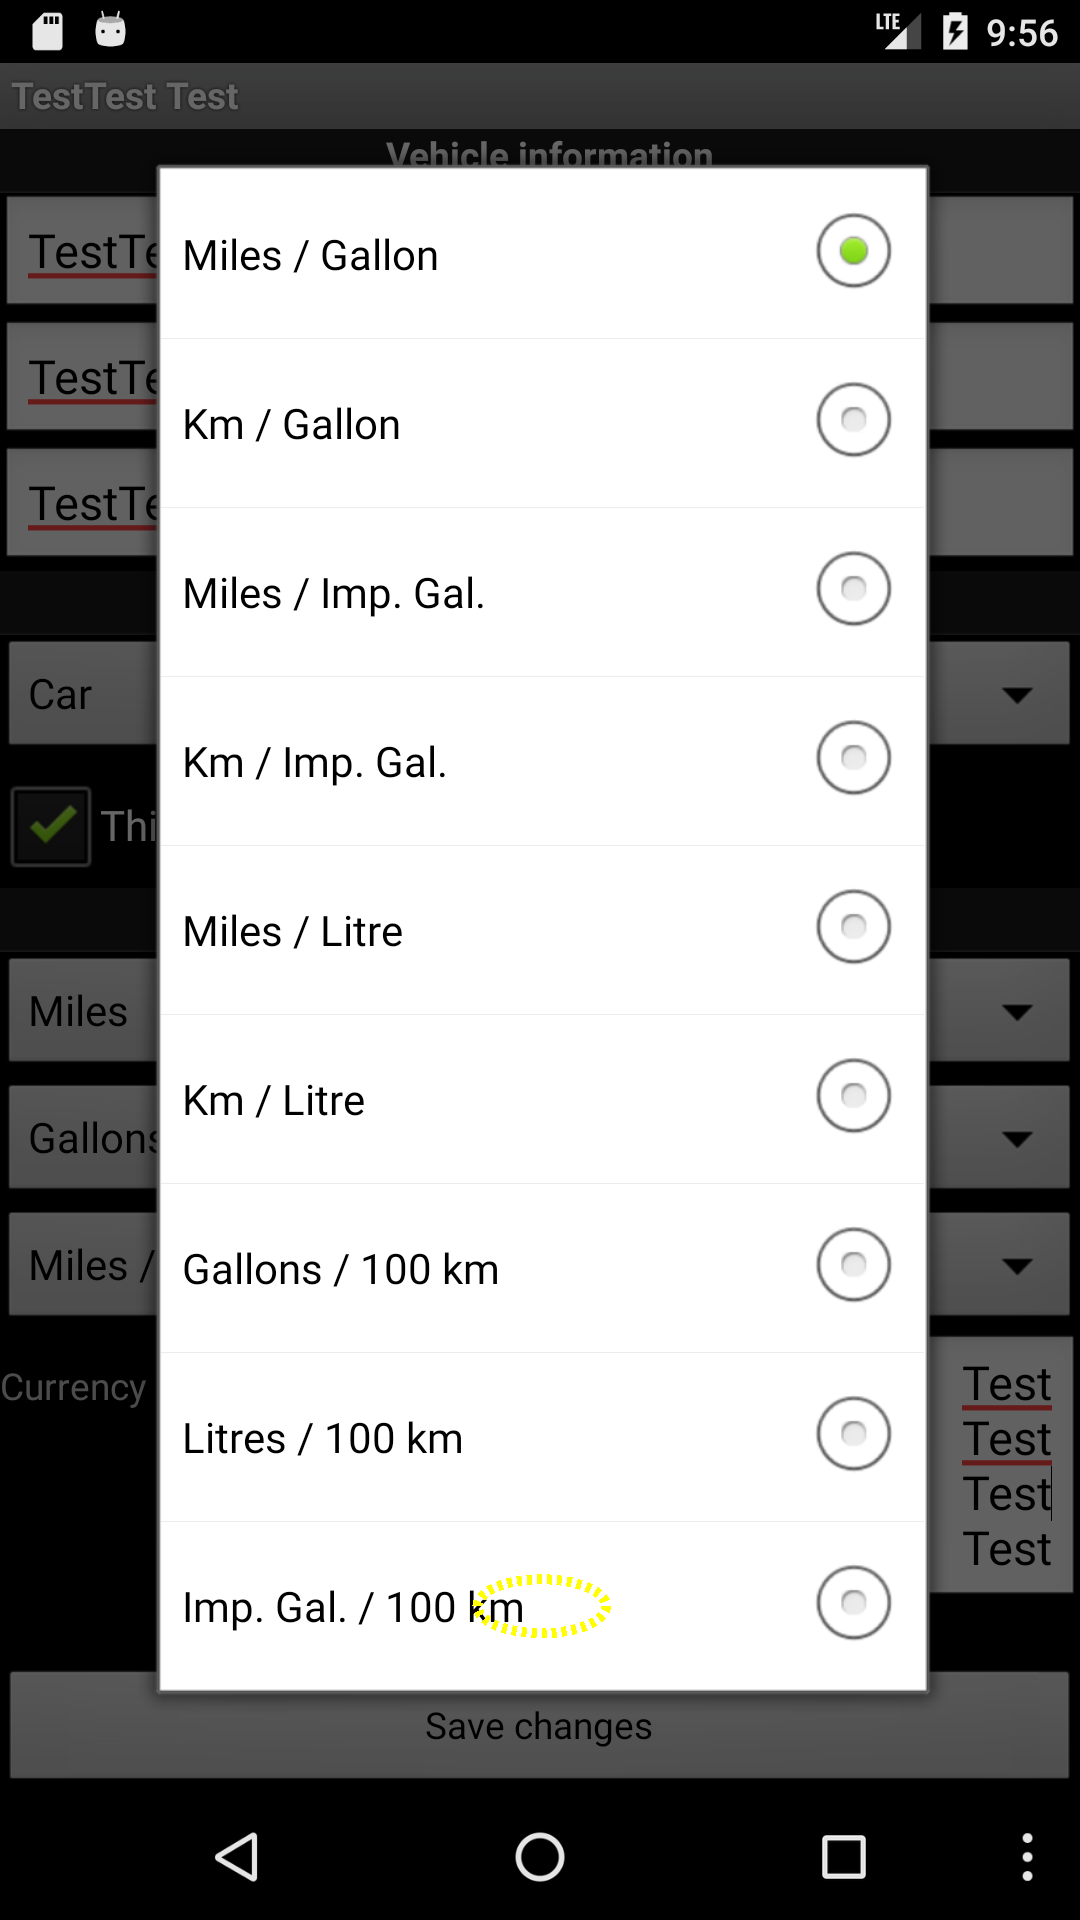 LTE 9:56
TestTest Test
Vehicle information
TestTe
TestTe
TestTe
Car
Thi
Miles
Gallons
Miles /
Currency
Test
Test
Test
Test
Miles / Gallon
Km / Gallon
Miles / Imp. Gal.
Km / Imp. Gal.
Miles / Litre
Km / Litre
Gallons / 100 km
Litres / 100 km
Imp. Gal. / 100 km
Save changes